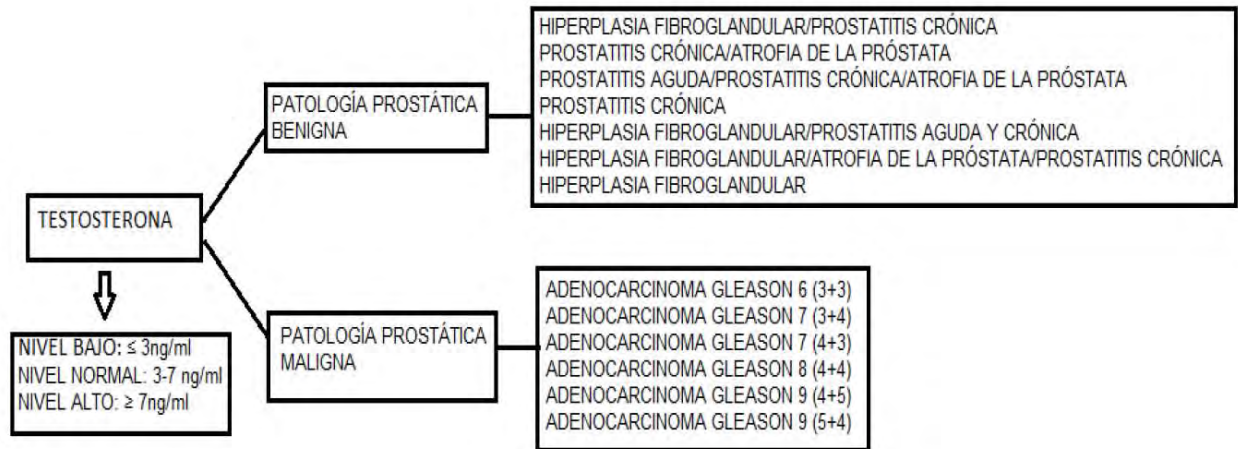 HIPERPLASIA FIBROGLANDULAR/PROSTATITIS CRÓNICA
PROSTATITIS CRÓNICA/ATROFIA DE LA PRÓSTATA
PROSTATITIS AGUDA/PROSTATITIS CRÓNICA/ATROFIA DE LA PRÓSTATA
PROSTATITIS CRÓNICA
HIPERPLASIA FIBROGLANDULAR/PROSTATITIS AGUDA Y CRÓNICA
HIPERPLASIA FIBROGLANDULAR/ATROFIA DE LA PRÓSTATA/PROSTATITIS CRÓNICA
HIPERPLASIA FIBROGLANDULAR
PATOLOGÍA PROSTÁTICA
BENIGNA
TESTOSTERONA
NIVEL BAJO: ≤ 3ng/ml
NIVEL NORMAL: 3-7 ng/ml
NIVEL ALTO: ≥ 7ng/ml
PATOLOGÍA PROSTÁTICA
MALIGNA
ADENOCARCINOMA GLEASON 6 (3+3)
ADENOCARCINOMA GLEASON 7 (3+4)
ADENOCARCINOMA GLEASON 7 (4+3)
ADENOCARCINOMA GLEASON 8 (4+4)
ADENOCARCINOMA GLEASON 9 (4+5)
ADENOCARCINOMA GLEASON 9 (5+4)